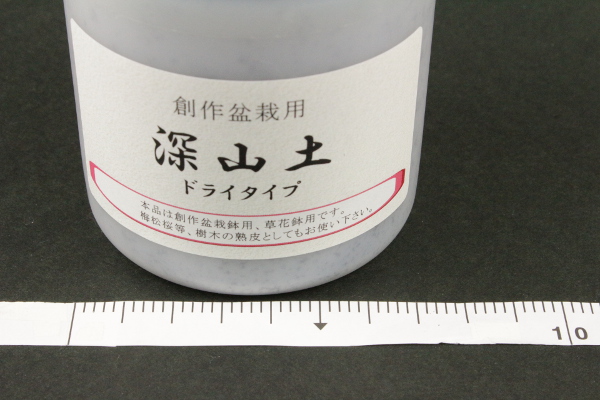 創作盆栽用
深山土
ドライタイプ
本品は創作盆栽鉢用、草花鉢用です。
梅松桜等、樹木の熟皮としてもお使い下さい。
10